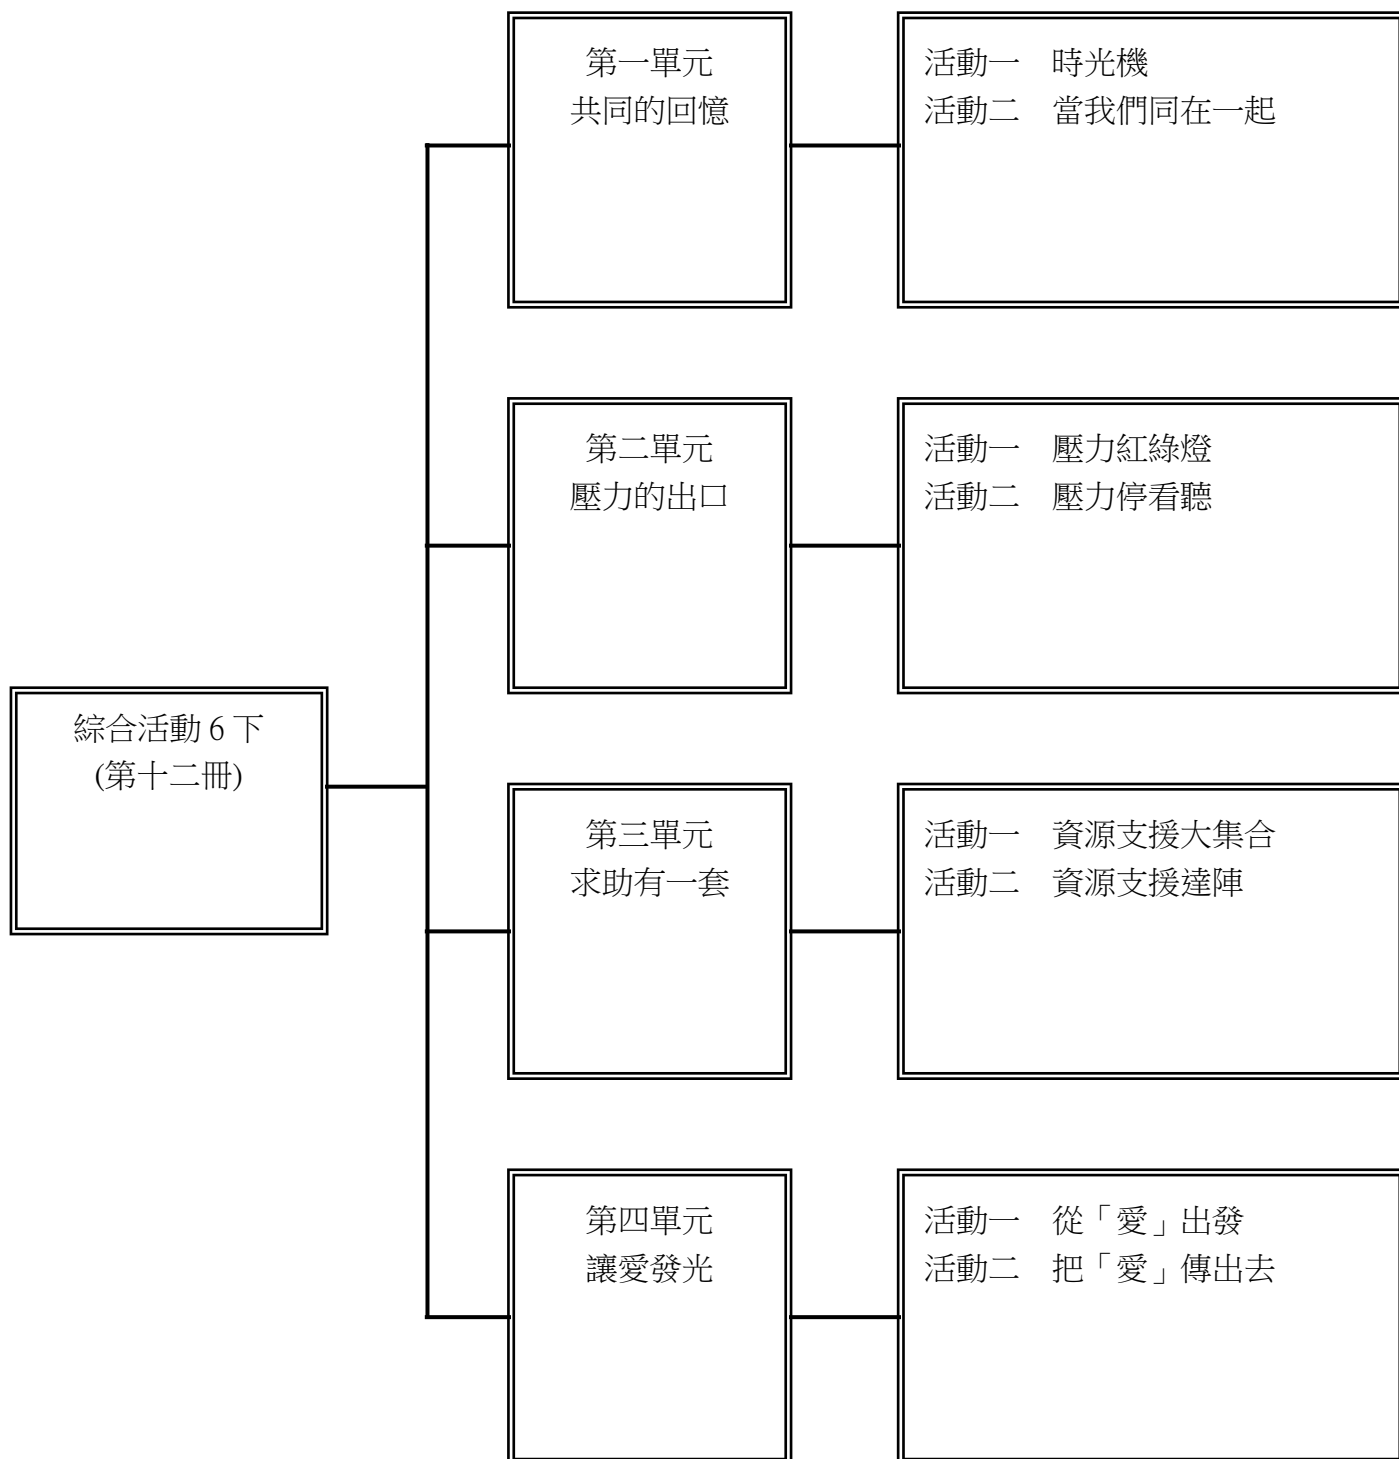 綜合活動 6 下
(第十二冊)
第一單元
共同的回憶
活動一　時光機
活動二　當我們同在一起
第二單元
壓力的出口
活動一　壓力紅綠燈
活動二　壓力停看聽
第三單元
求助有一套
活動一　資源支援大集合
活動二　資源支援達陣
第四單元
讓愛發光
活動一　從「愛」出發
活動二　把「愛」傳出去